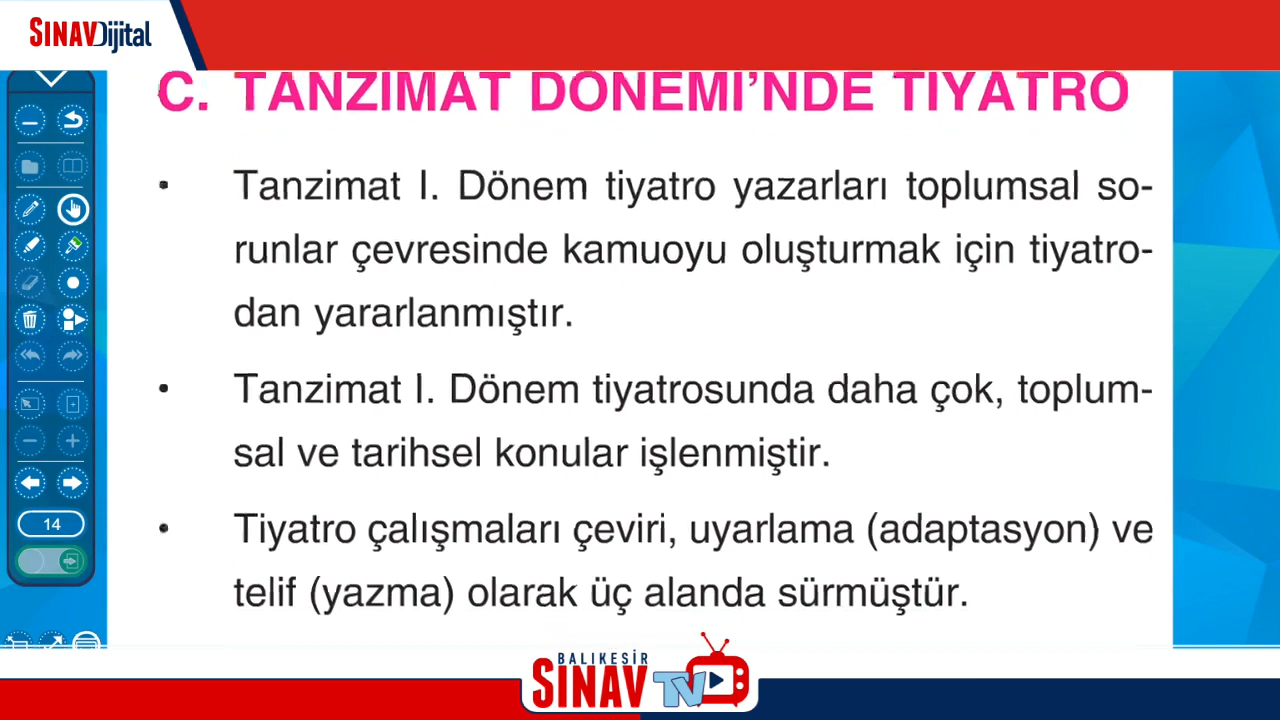 SINAVDijital
C. TANZİMAT DÖNEMİ’NDE TİYATRO
• Tanzimat I. Dönem tiyatro yazarları toplumsal so-
runlar çevresinde kamuoyu oluşturmak için tiyatro-
dan yararlanmıştır.
• Tanzimat I. Dönem tiyatrosunda daha çok, toplum-
sal ve tarihsel konular işlenmiştir.
• Tiyatro çalışmaları çeviri, uyarlama (adaptasyon) ve
telif (yazma) olarak üç alanda sürmüştür.
14
BALIKESİR
SINAV TV